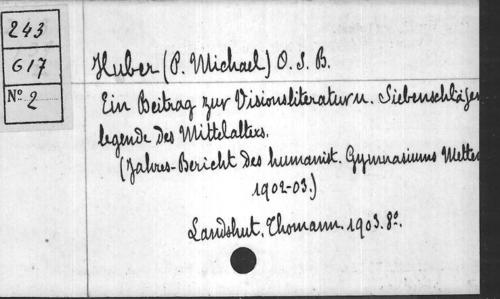 243
617
Nº 2
Huber (P. Michael) O. S. B.
Ein Beitrag zur Visionsliteratur u. Siebenschläfer
legende des Mittelalters.
(Jahres-Bericht des humanist. Gymnasiums Metten
1902-03.)
Landshut, Thomann. 1903. 8º.